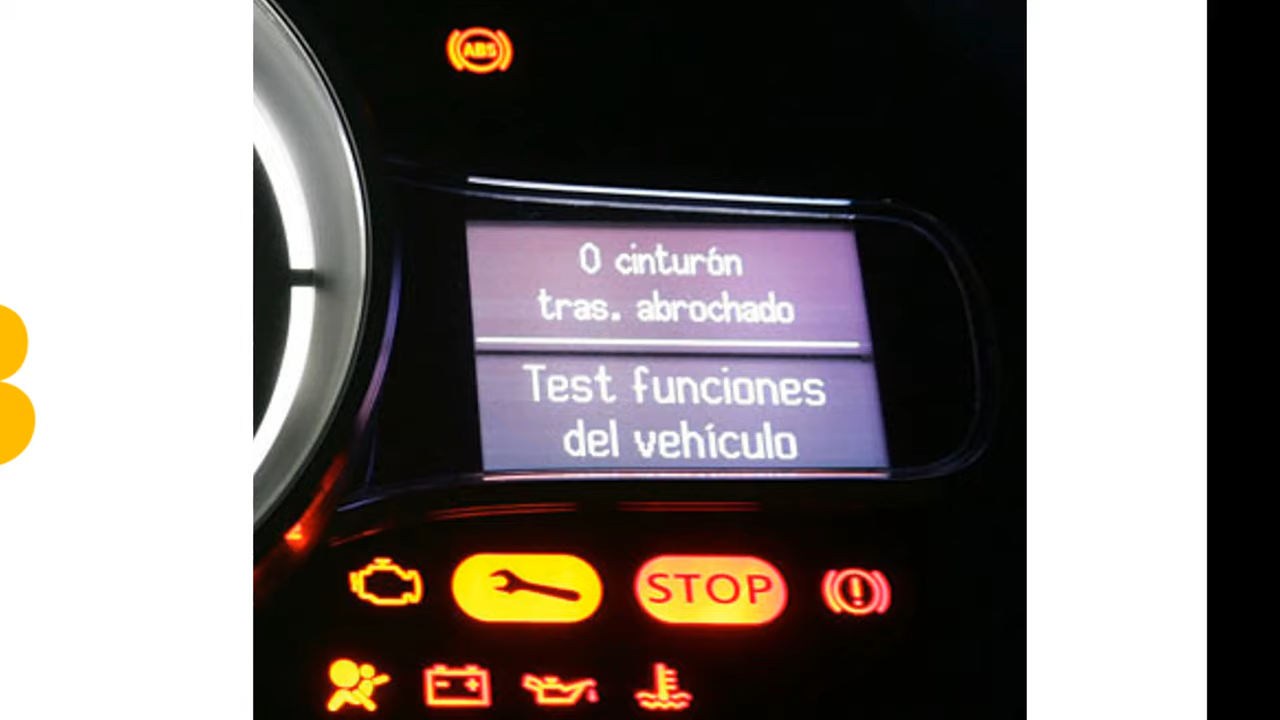 ABS
0 cinturón
tras. abrochado
Test funciones
del vehículo
STOP